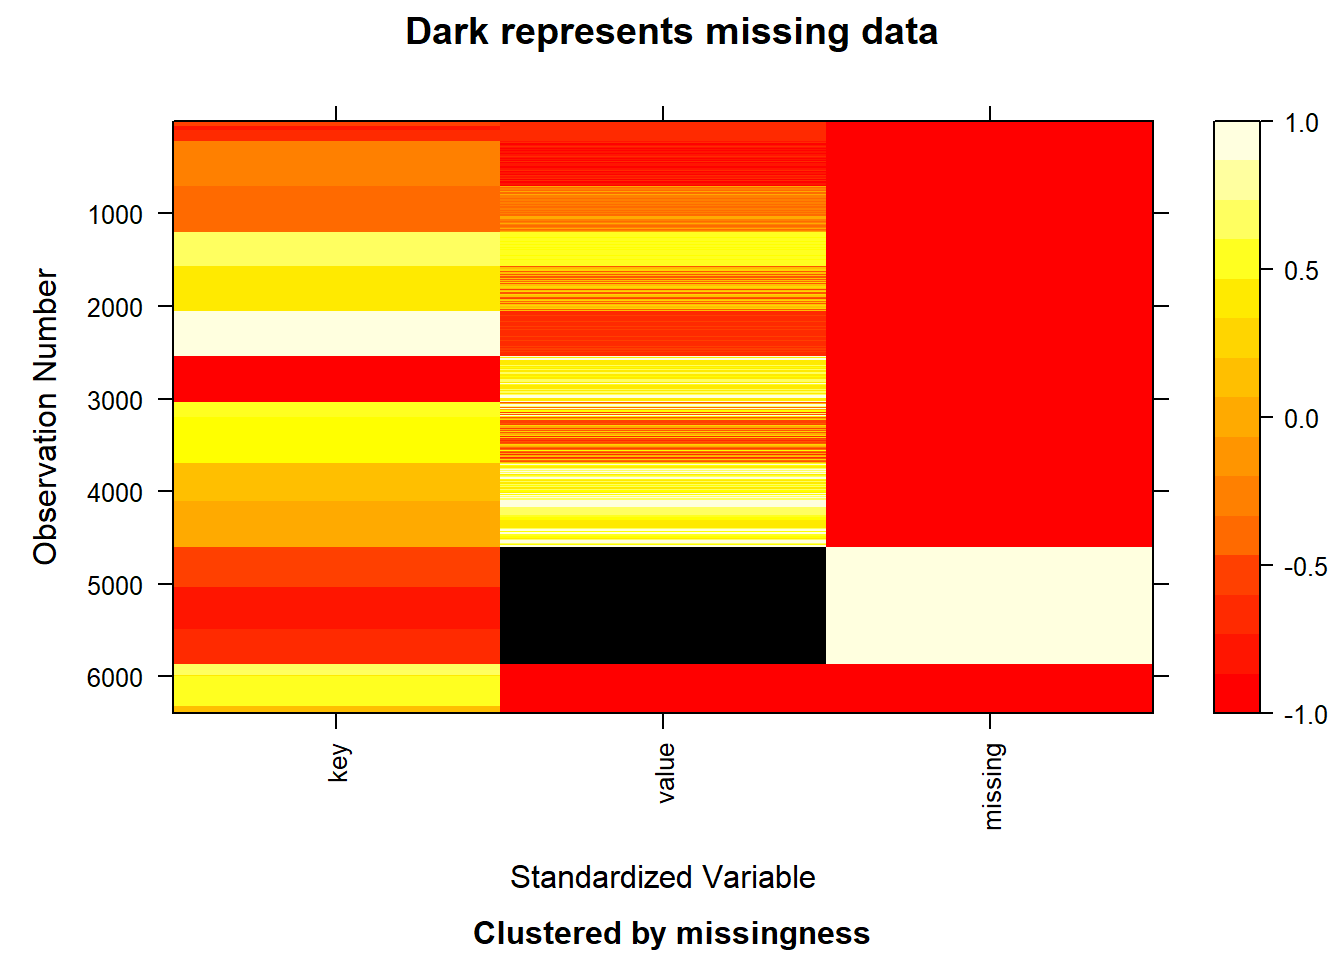 Dark represents missing data
Observation Number
1000
2000
3000
4000
5000
6000
key
value
missing
1.0
0.5
0.0
-0.5
-1.0
Standardized Variable
Clustered by missingness